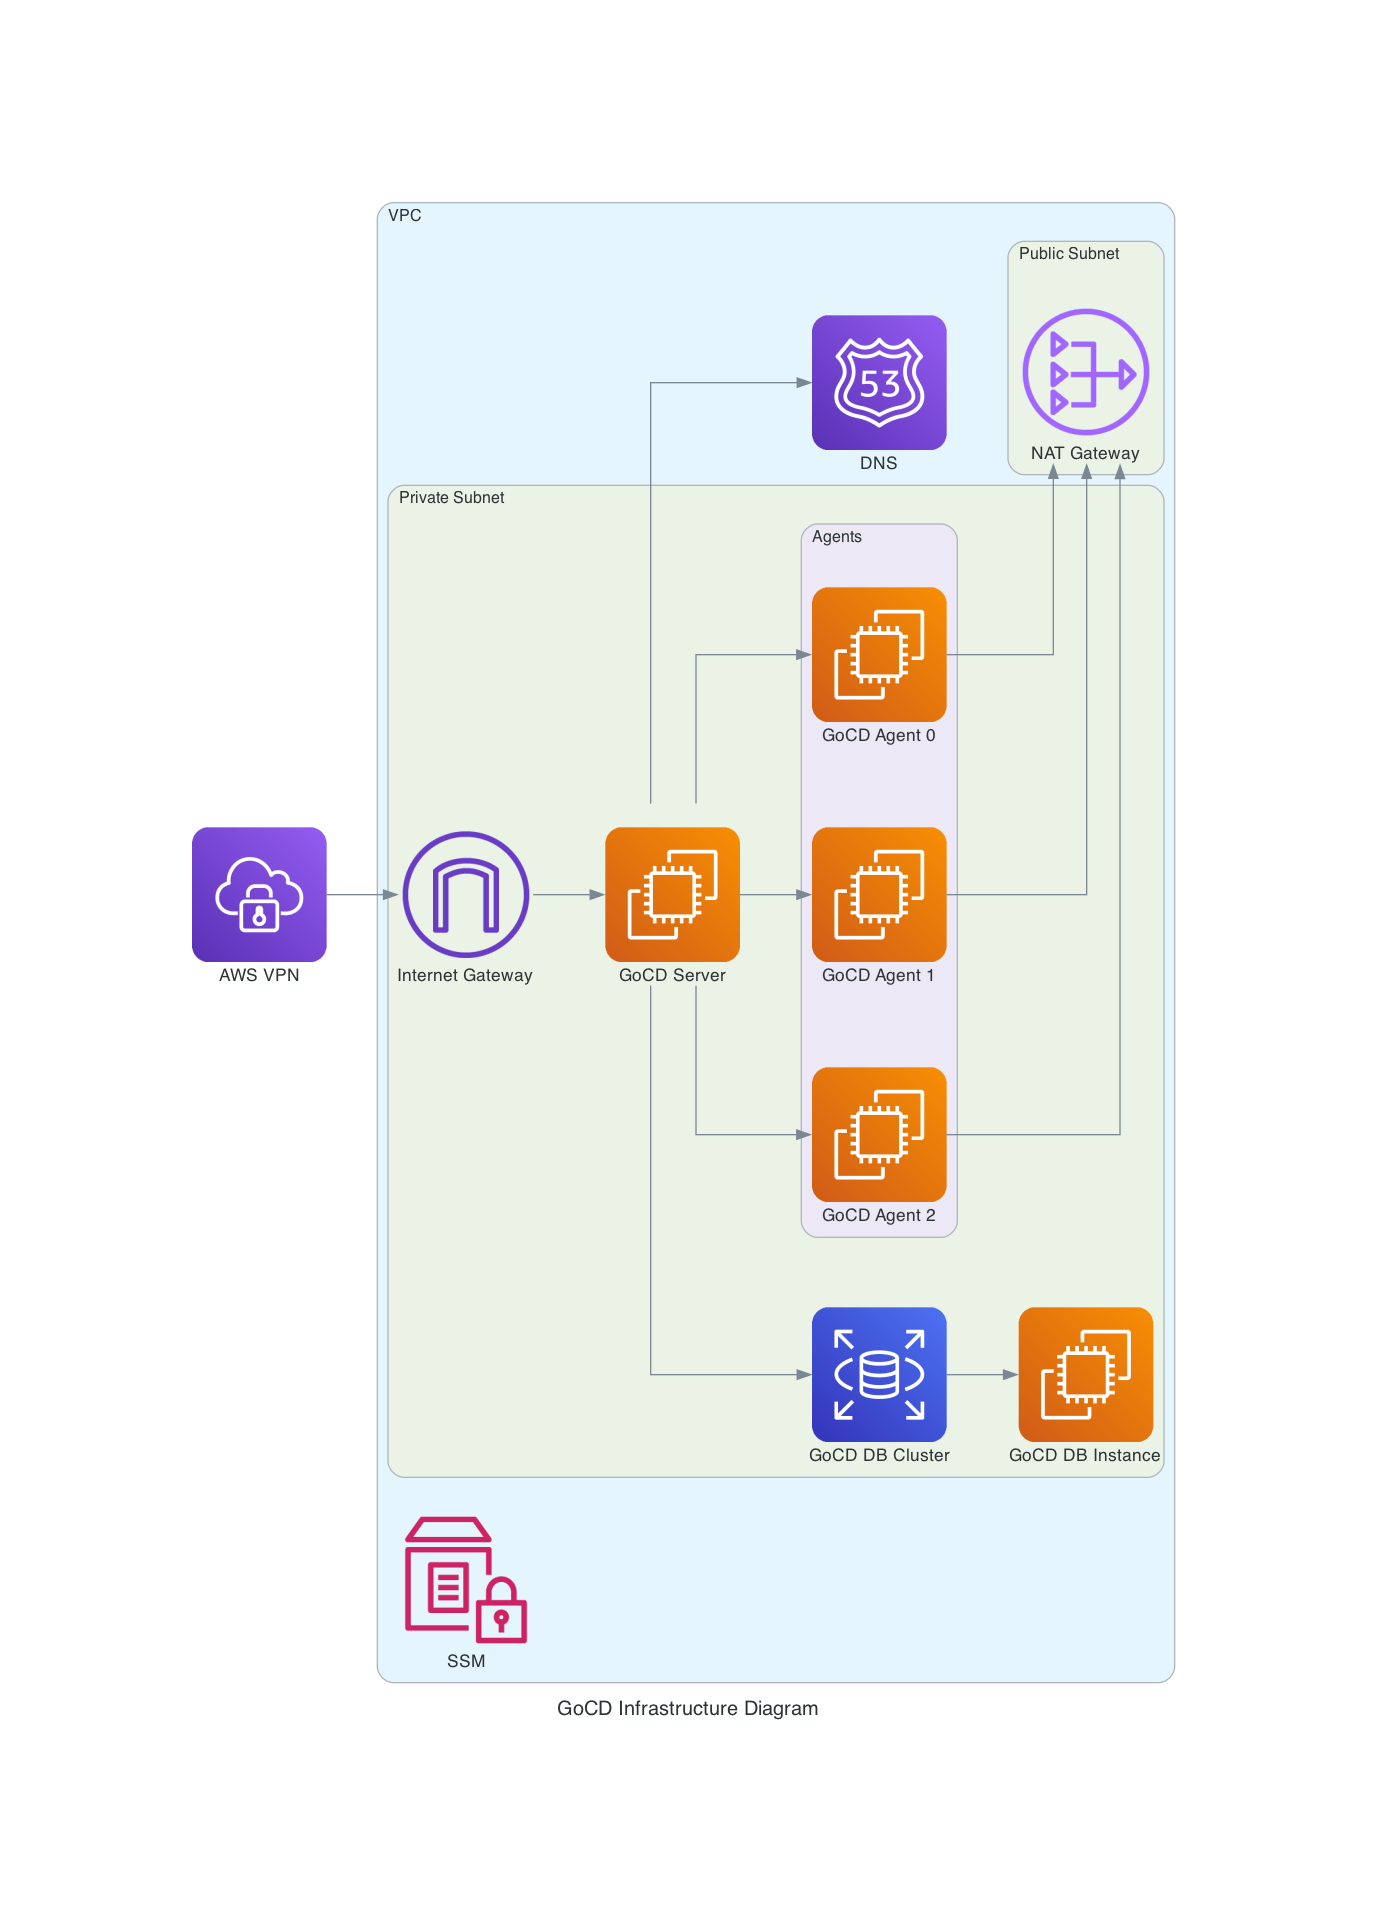 VPC
Public Subnet
53
DNS
NAT Gateway
Private Subnet
Agents
GoCD Agent 0
AWS VPN
Internet Gateway
GoCD Server
GoCD Agent 1
GoCD Agent 2
GoCD DB Cluster
GoCD DB Instance
SSM
GoCD Infrastructure Diagram